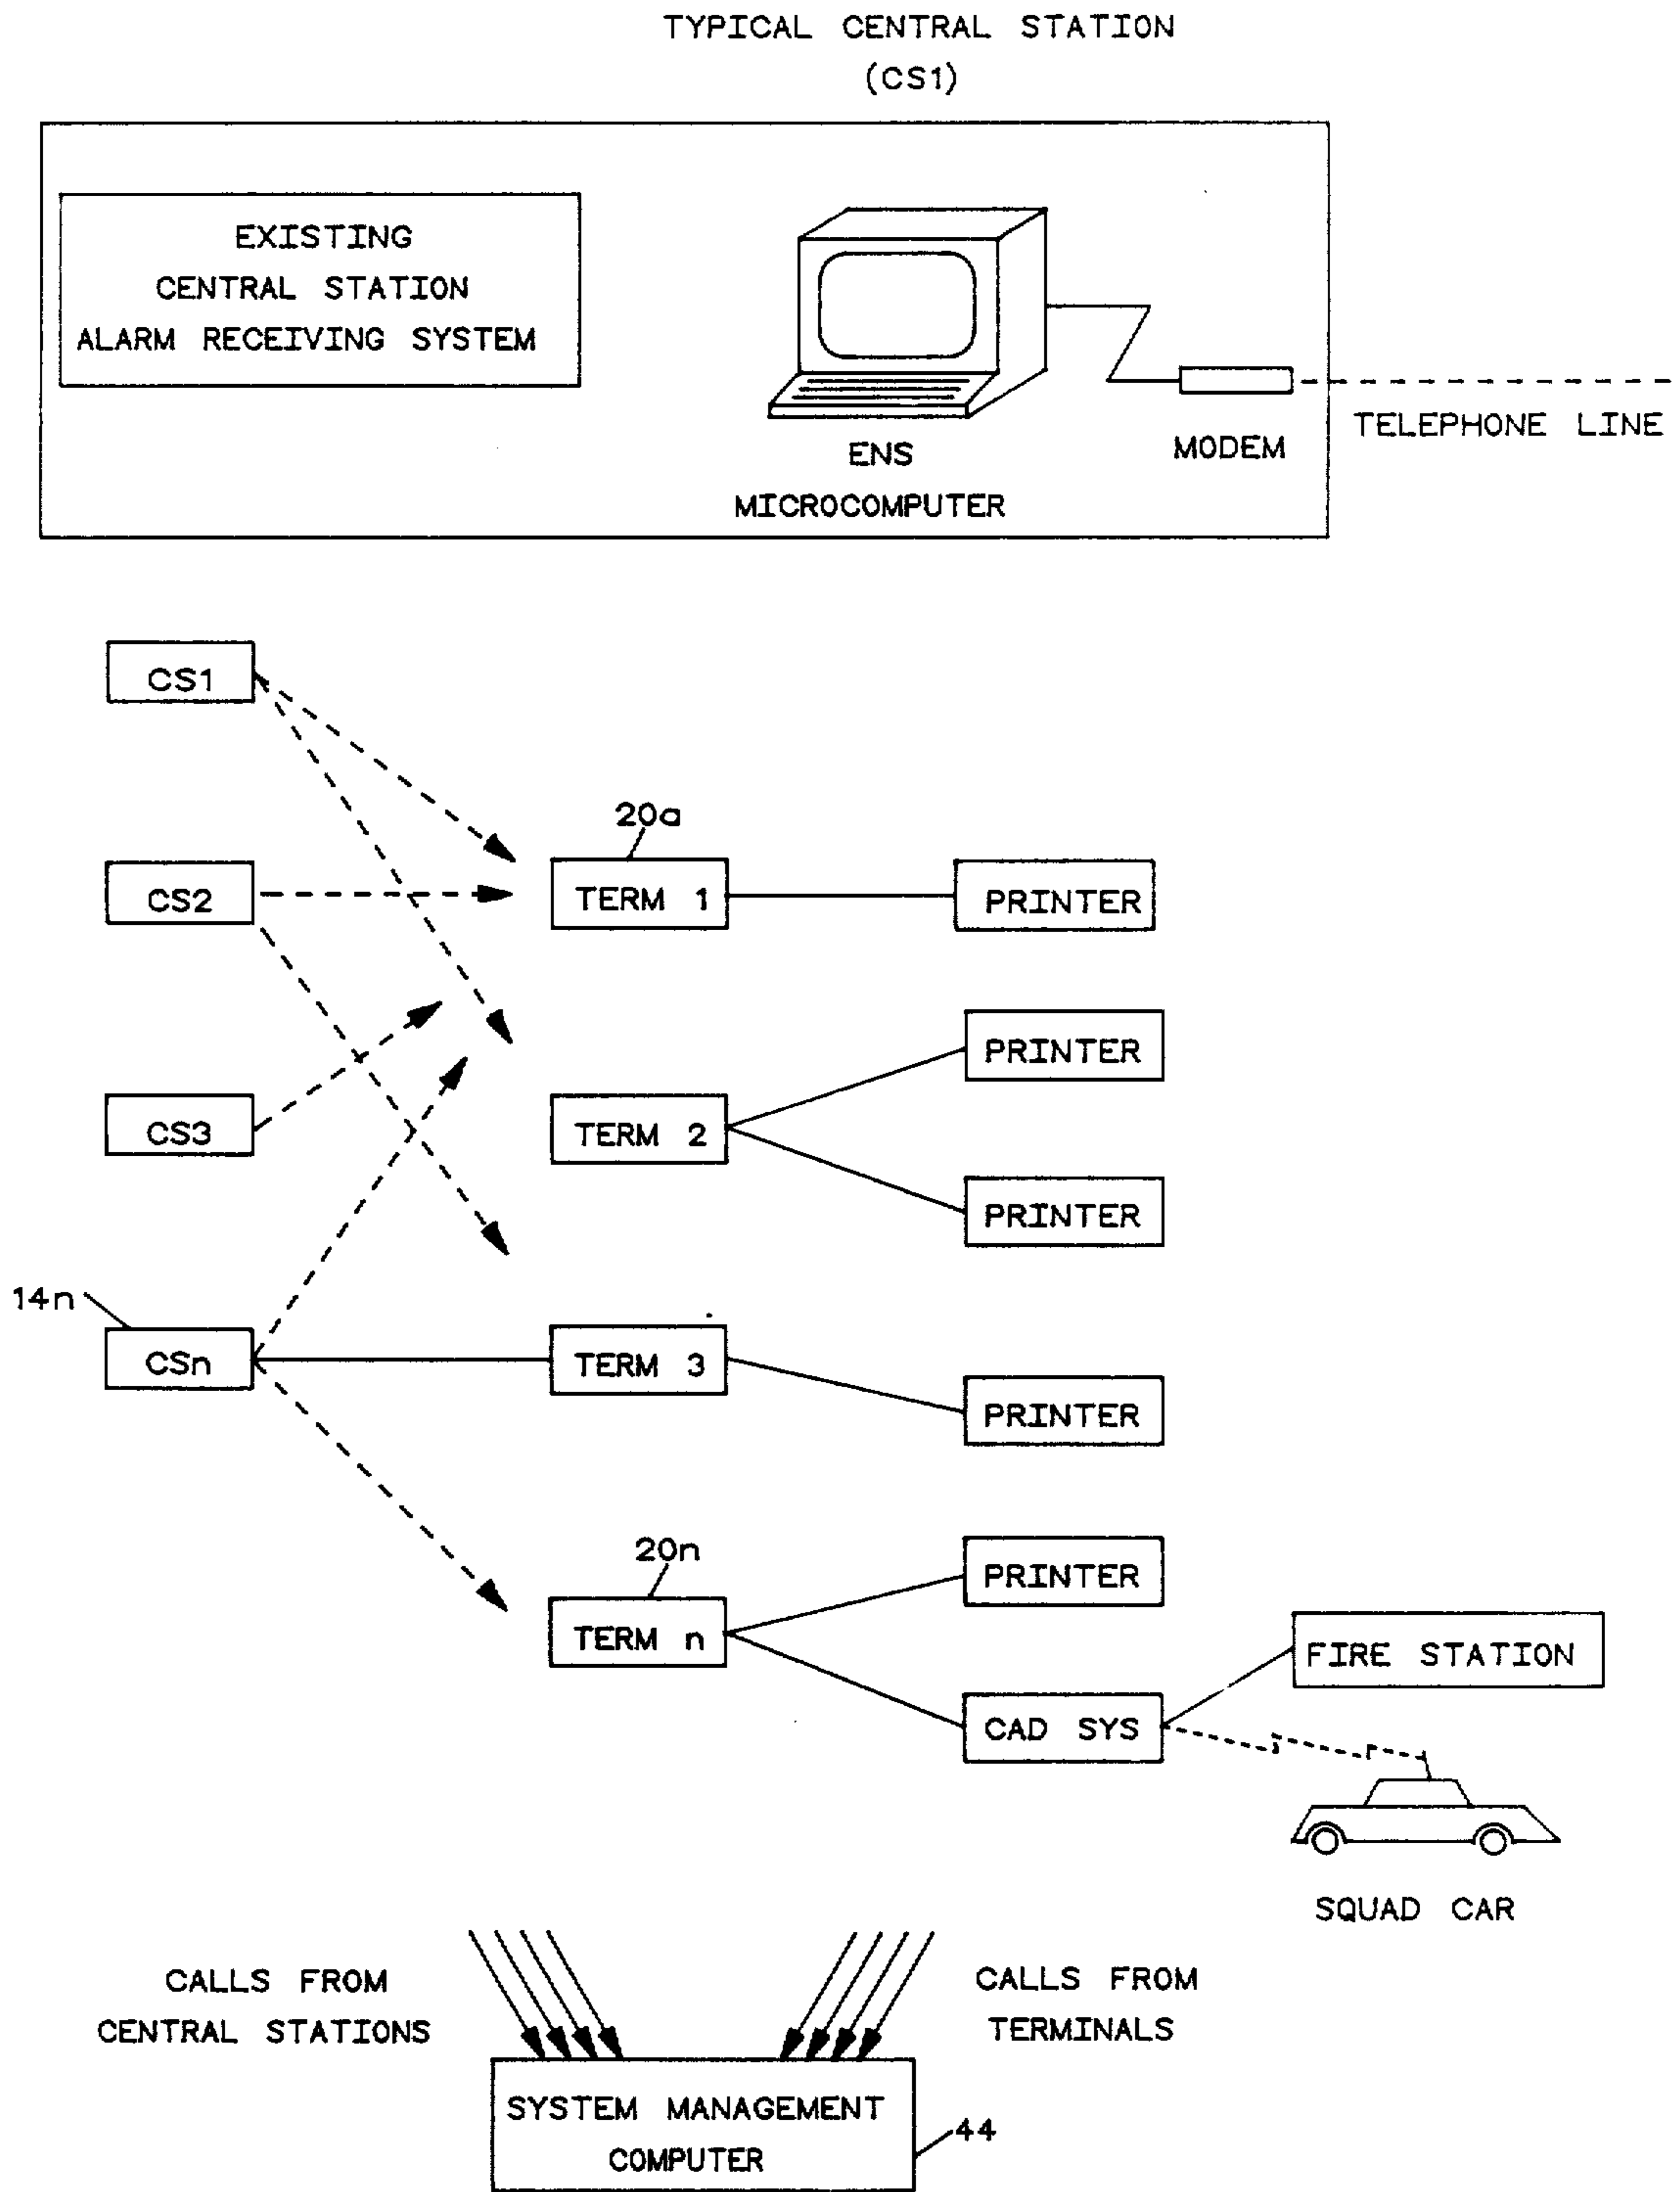 TYPICAL CENTRAL STATION
(CS1)
EXISTING
CENTRAL STATION
ALARM RECEIVING SYSTEM
ENS
MICROCOMPUTER
MODEM
TELEPHONE LINE
CS1
20a
CS2
TERM 1
PRINTER
PRINTER
CS3
TERM 2
PRINTER
14n
CSn
TERM 3
PRINTER
20n
PRINTER
TERM n
FIRE STATION
CAD SYS
SQUAD CAR
CALLS FROM
CENTRAL STATIONS
CALLS FROM
TERMINALS
SYSTEM MANAGEMENT
COMPUTER
44